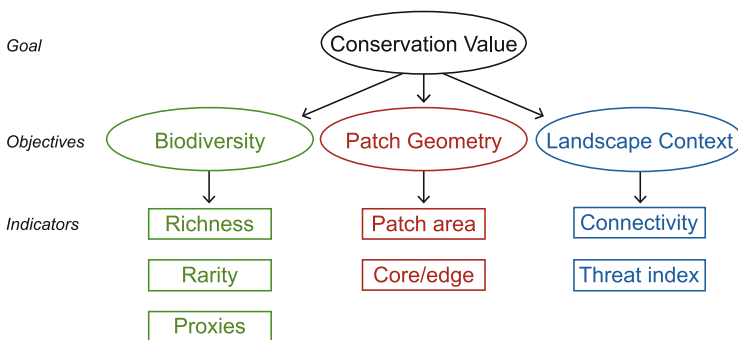 Goal
Conservation Value
Objectives
Biodiversity
Patch Geometry
Landscape Context
Indicators
Richness
Patch area
Connectivity
Rarity
Core/edge
Threat index
Proxies